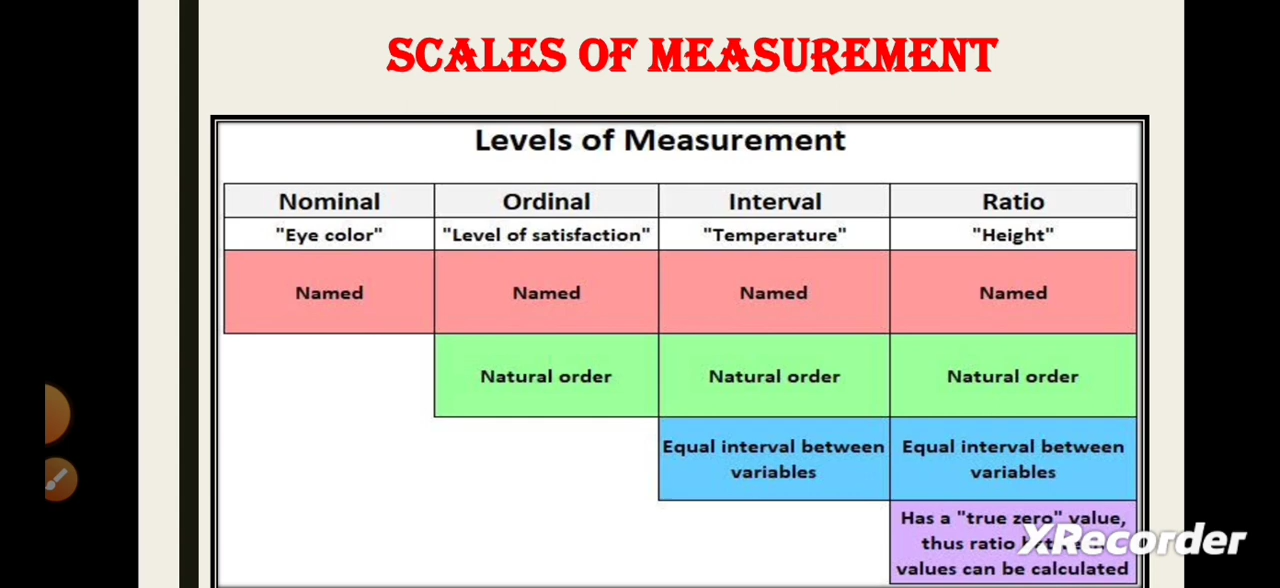 SCALES OF MEASUREMENT
Levels of Measurement
Nominal Ordinal Interval Ratio
"Eye color" "Level of satisfaction" "Temperature" "Height"
Named Named Named Named
Natural order Natural order Natural order
Equal interval between Equal interval between
variables variables
Has a "true zero" value,
thus ratio
values can be calculated
XRecorder